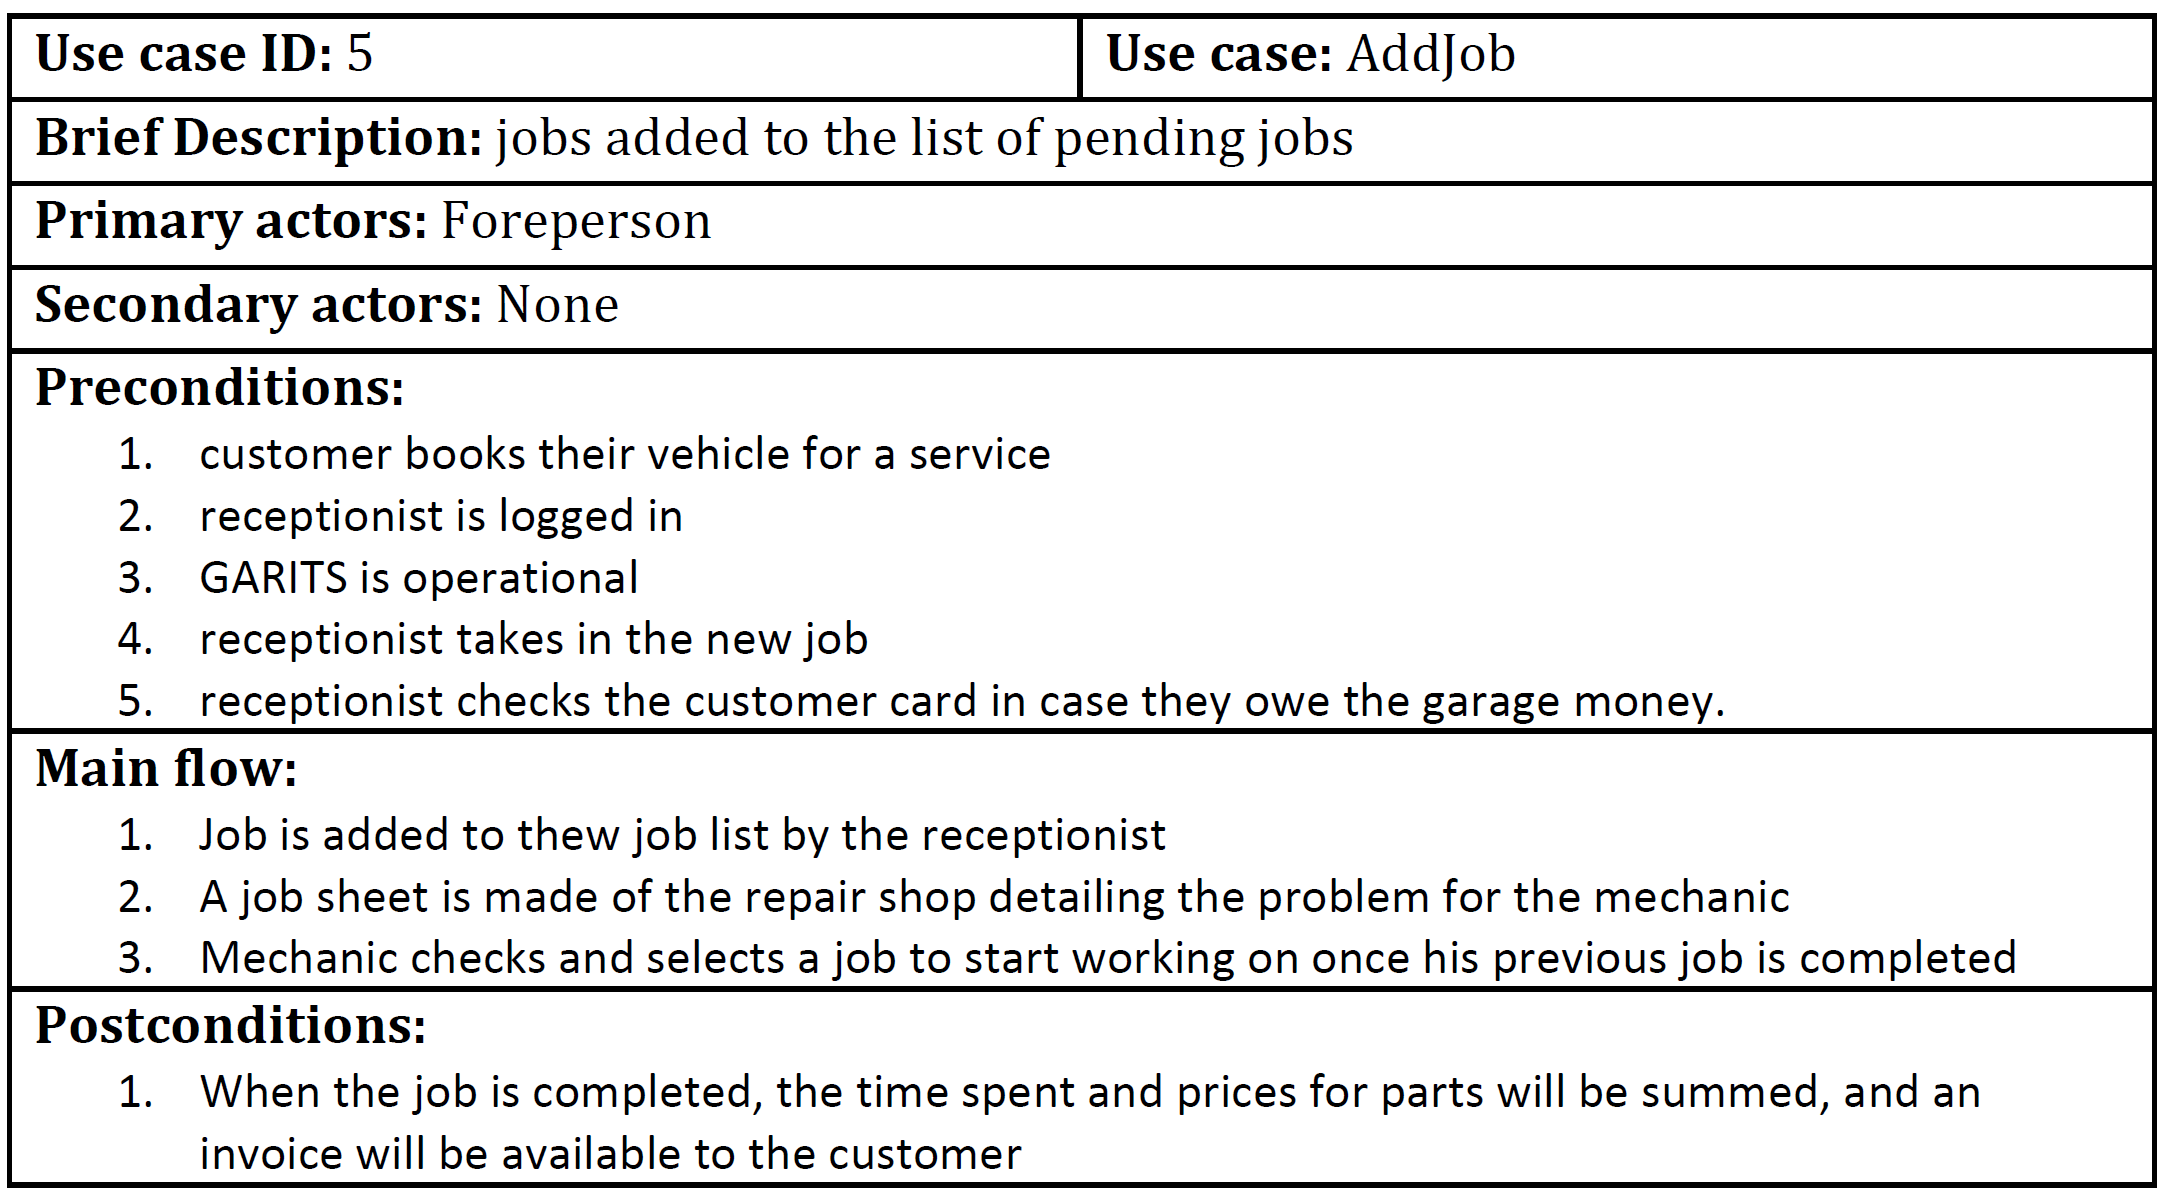 Use case ID: 5
Use case: AddJob
Brief Description: jobs added to the list of pending jobs
Primary actors: Foreperson
Secondary actors: None
Preconditions:
1. customer books their vehicle for a service
2. receptionist is logged in
3. GARITS is operational
4. receptionist takes in the new job
5. receptionist checks the customer card in case they owe the garage money.
Main flow:
1. Job is added to thew job list by the receptionist
2. A job sheet is made of the repair shop detailing the problem for the mechanic
3. Mechanic checks and selects a job to start working on once his previous job is completed
Postconditions:
1. When the job is completed, the time spent and prices for parts will be summed, and an
invoice will be available to the customer